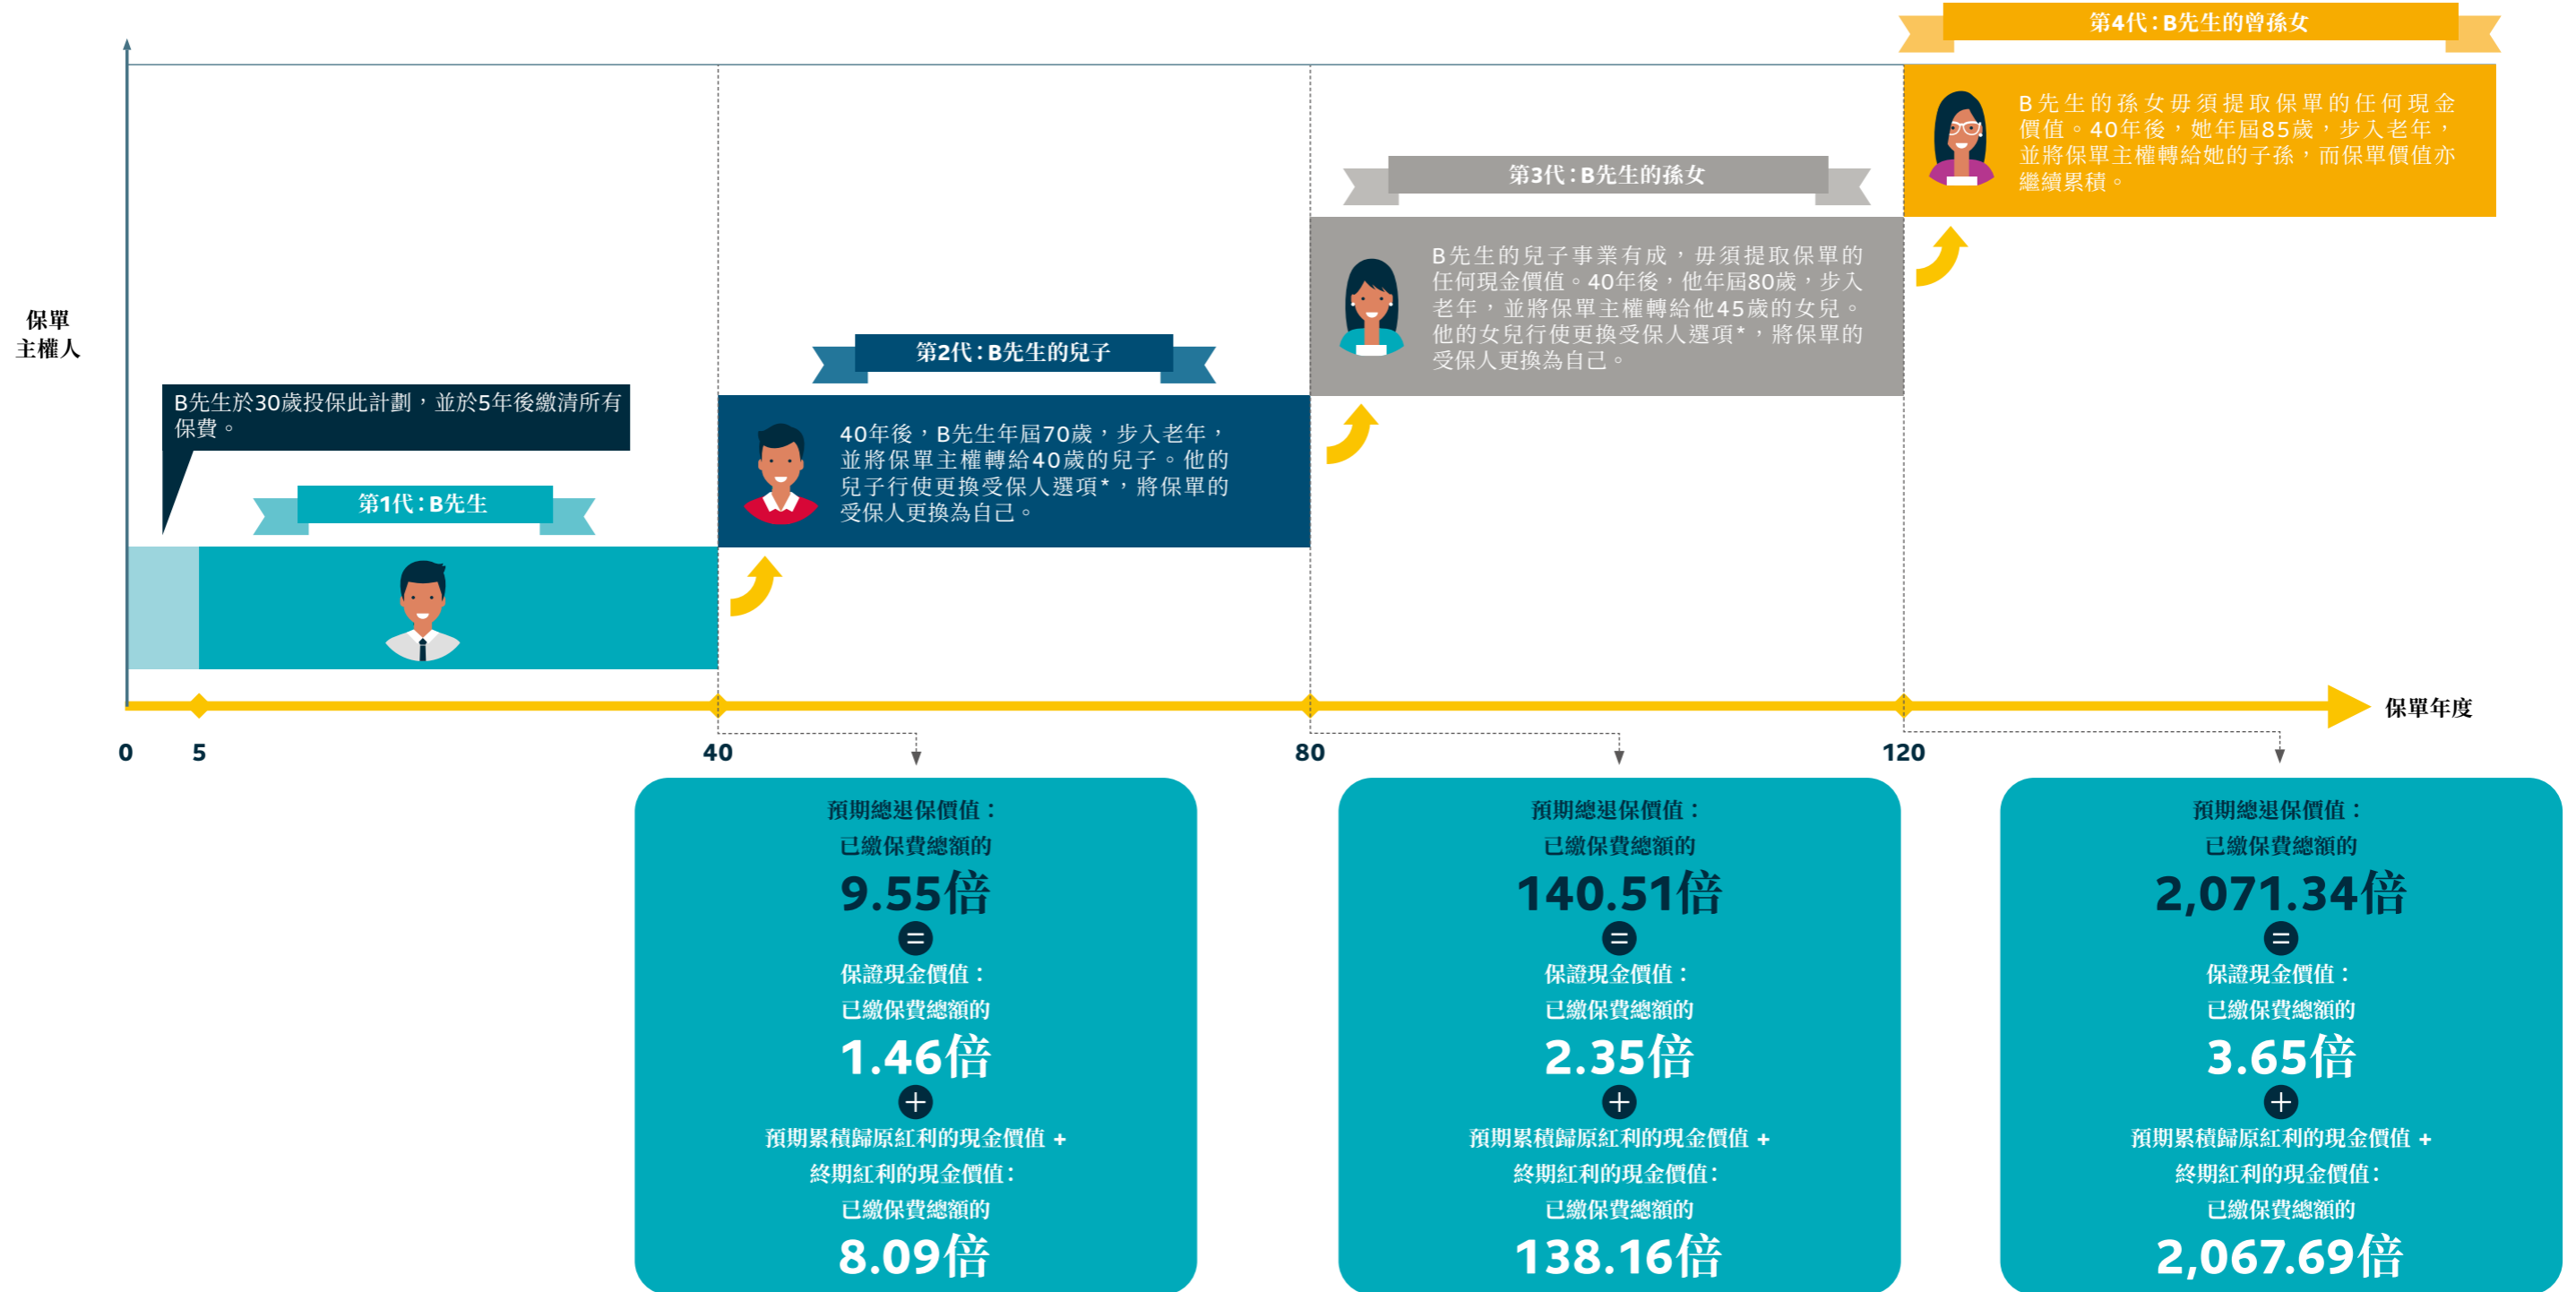 第4代：B先生的曾孫女
B先生的孫女毋須提取保單的任何現金
價值。40年後，她年屆85歲，步入老年，
並將保單主權轉給她的子孫，而保單價值亦
繼續累積。
第3代：B先生的孫女
B先生的兒子事業有成，毋須提取保單的
任何現金價值。40年後，他年屆80歲，步入
老年，並將保單主權轉給他45歲的女兒。
他的女兒行使更換受保人選項*，將保單的
受保人更換為自己。
保單
主權人
第2代：B先生的兒子
40年後，B先生年屆70歲，步入老年，
並將保單主權轉給40歲的兒子。他的
兒子行使更換受保人選項*，將保單的
受保人更換為自己。
B先生於30歲投保此計劃，並於5年後繳清所有
保費。
第1代：B先生
保單年度
0 5 40 80 120
預期總退保價值：
已繳保費總額的
9.55倍
=
保證現金價值：
已繳保費總額的
1.46倍
+
預期累積歸原紅利的現金價值 +
終期紅利的現金價值：
已繳保費總額的
8.09倍
預期總退保價值：
已繳保費總額的
140.51倍
=
保證現金價值：
已繳保費總額的
2.35倍
+
預期累積歸原紅利的現金價值 +
終期紅利的現金價值：
已繳保費總額的
138.16倍
預期總退保價值：
已繳保費總額的
2,071.34倍
=
保證現金價值：
已繳保費總額的
3.65倍
+
預期累積歸原紅利的現金價值 +
終期紅利的現金價值：
已繳保費總額的
2,067.69倍